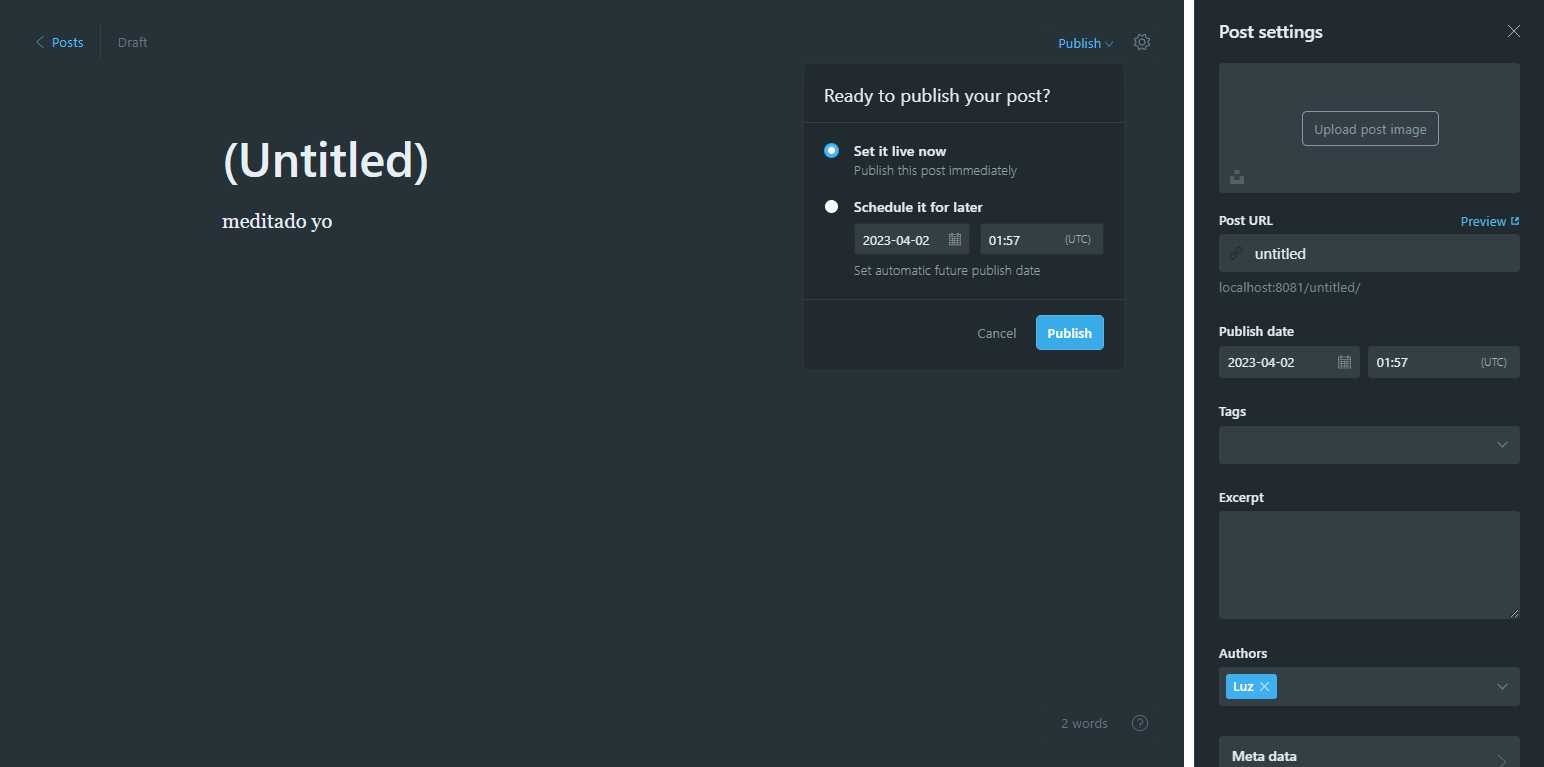 Posts
Draft
Publish
Ready to publish your post?
Set it live now
Publish this post immediately
Schedule it for later
2023-04-02
01:57 (UTC)
Set automatic future publish date
Cancel
Publish
(Untitled)
meditado yo
2 words
Post settings
Upload post image
Post URL
Preview
untitled
localhost:8081/untitled/
Publish date
2023-04-02
01:57 (UTC)
Tags
Excerpt
Authors
Luz
Meta data